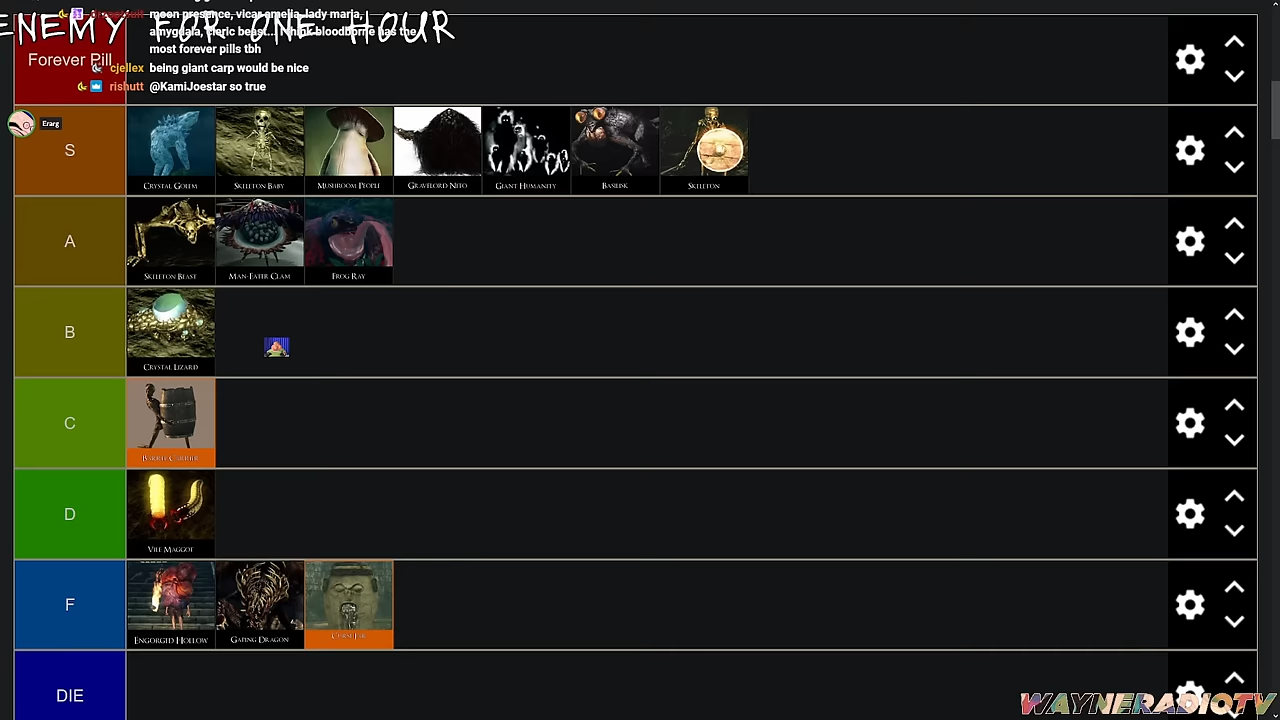 ENEMY FOR ONE HOUR
moon presence, vicar emelia, lady maria,
amygdala, cleric beast... i think bloodborne has the
most forever pills tbh
cjellex being giant carp would be nice
rishutt @KamiJoestar so true
Forever Pill
Erarg
S
CRYSTAL GOLEM
SKELETON BABY
MUSHROOM PEOPLE
GRAVELORD NITO
GIANT HUMANITY
BASILISK
SKELETON
A
SKELETON BEAST
MAN-EATER CLAM
FROG RAY
B
CRYSTAL LIZARD
C
D
VILE MAGGOT
F
ENGORGED HOLLOW
GAPING DRAGON
DIE
WAYNERADIOTV